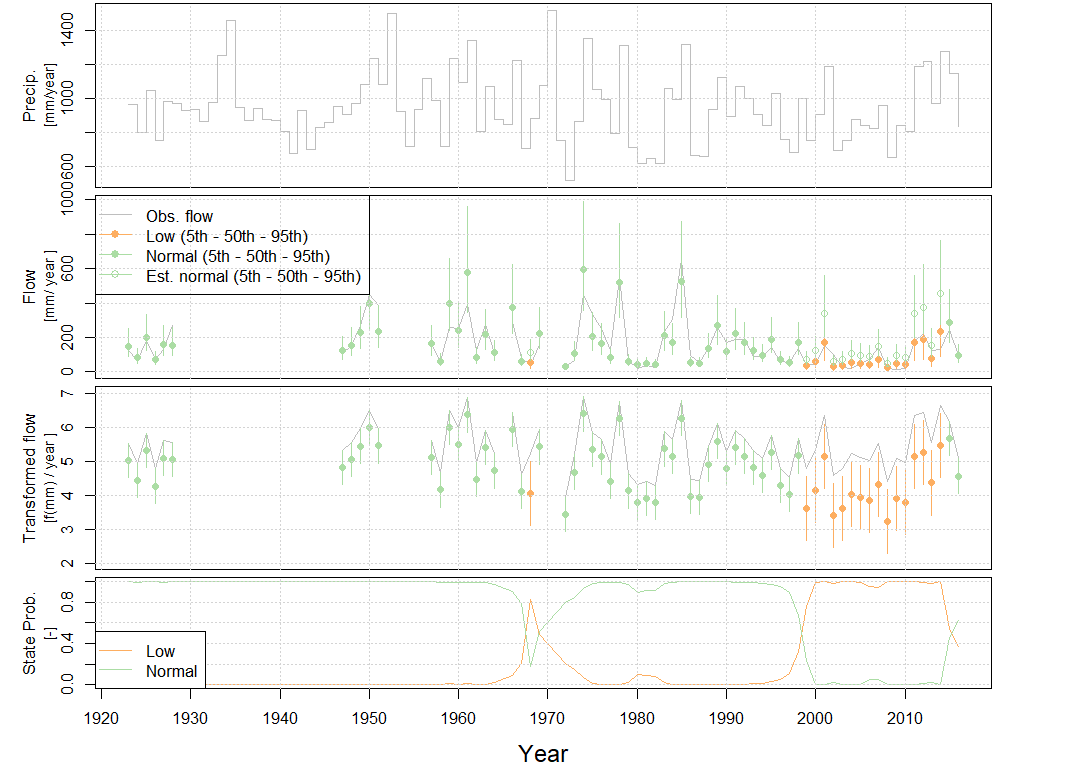 Precip.
[mm/year]
1400
1000
600
Flow
[mm/ year ]
1000
600
200
0
Obs. flow
Low (5th - 50th - 95th)
Normal (5th - 50th - 95th)
Est. normal (5th - 50th - 95th)
Transformed flow
[f(mm) / year ]
7
6
5
4
3
2
State Prob.
[-]
0.8
0.4
0.0
Low
Normal
1920 1930 1940 1950 1960 1970 1980 1990 2000 2010
Year